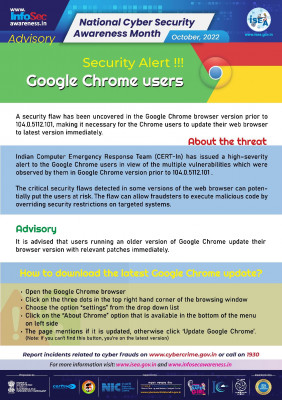 www.
InfoSec
awareness.in
Advisory
National Cyber Security
Awareness Month
October, 2022
ISEA
www.isea.gov.in
Security Alert !!!
Google Chrome users
A security flaw has been uncovered in the Google Chrome browser version prior to
104.0.5112.101, making it necessary for the Chrome users to update their web browser
to latest version immediately.
About the threat
Indian Computer Emergency Response Team (CERT-In) has issued a high-severity
alert to the Google Chrome users in view of the multiple vulnerabilities which were
observed by them in Google Chrome version prior to 104.0.5112.101 .
The critical security flaws detected in some versions of the web browser can poten-
tially put the users at risk. The flaw can allow fraudsters to execute malicious code by
overriding security restrictions on targeted systems.
Advisory
It is advised that users running an older version of Google Chrome update their
browser version with relevant patches immediately.
How to download the latest Google Chrome update?
• Open the Google Chrome browser
• Click on the three dots in the top right hand corner of the browsing window
• Choose the option "settings" from the drop down list
• Click on the "About Chrome" option that is available in the bottom of the menu
on left side
• The page mentions if it is updated, otherwise click 'Update Google Chrome'.
(Note: If you can't find this button, you're on the latest version)
Report incidents related to cyber frauds on www.cybercrime.gov.in or call on 1930
For more information visit: www.isea.gov.in and www.infosecawareness.in
NIC